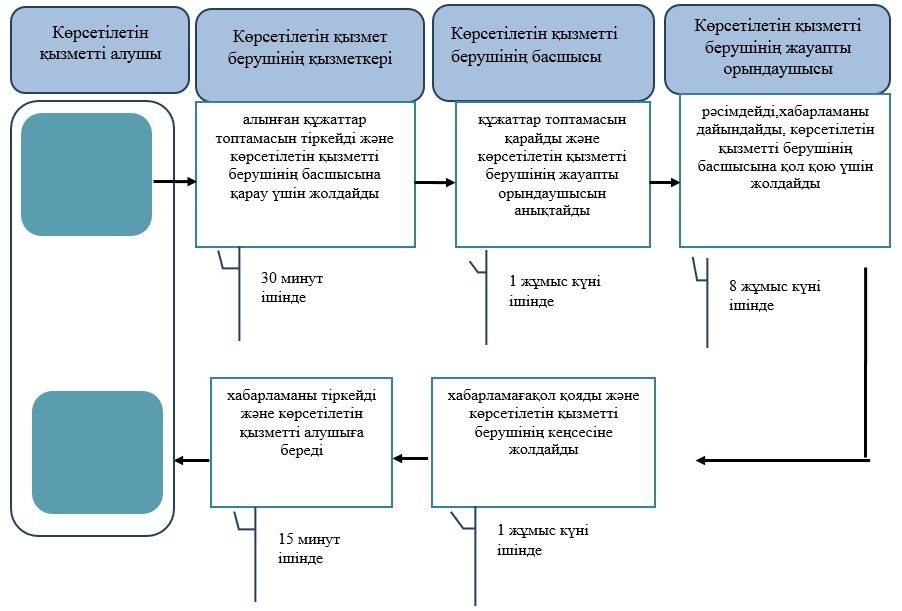 Көрсетілетін
қызметті алушы
Көрсетілетін қызмет
берушінің қызметкері
Көрсетілетін қызметті
берушінің басшысы
Көрсетілетін қызметті
берушінің жауапты
орындаушысы
алынған құжаттар
топтамасын тіркейді және
көрсетілетін қызметті
берушінің басшысына
қарау үшін жолдайды
құжаттар топтамасын
қарайды және
көрсетілетін қызметті
берушінің жауапты
орындаушысын
анықтайды
рәсімдейді,хабарламаны
дайындайды, көрсетілетін
қызметті берушінің
басшысына қол қою үшін
жолдайды
30 минут
ішінде
1 жұмыс күні
ішінде
8 жұмыс күні
ішінде
хабарламаны тіркейді
және көрсетілетін
қызметті алушыға
береді
хабарламағақол қояды және
көрсетілетін қызметті
берушінің кеңсесіне
жолдайды
15 минут
ішінде
1 жұмыс күні
ішінде